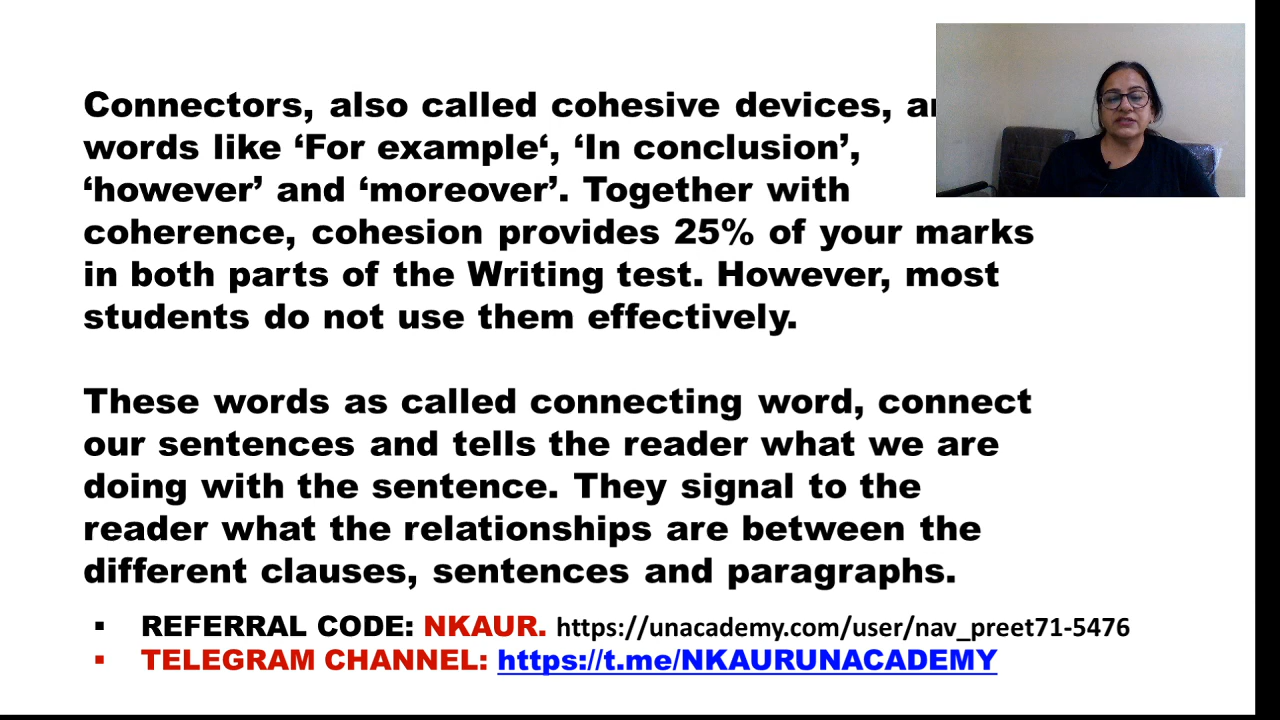 Connectors, also called cohesive devices,
words like ‘For example‘, ‘In conclusion’,
‘however’ and ‘moreover’. Together with
coherence, cohesion provides 25% of your marks
in both parts of the Writing test. However, most
students do not use them effectively.
These words as called connecting word, connect
our sentences and tells the reader what we are
doing with the sentence. They signal to the
reader what the relationships are between the
different clauses, sentences and paragraphs.
▪ REFERRAL CODE: NKAUR. https://unacademy.com/user/nav_preet71-5476
▪ TELEGRAM CHANNEL: https://t.me/NKAURUNACADEMY